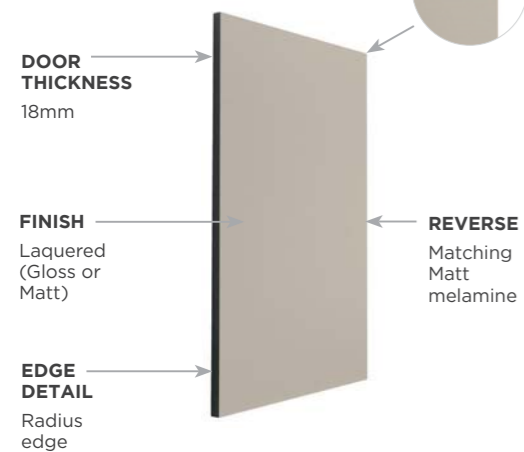 DOOR
THICKNESS
18mm
FINISH
Laquered
(Gloss or
Matt)
REVERSE
Matching
Matt
melamine
EDGE
DETAIL
Radius
edge